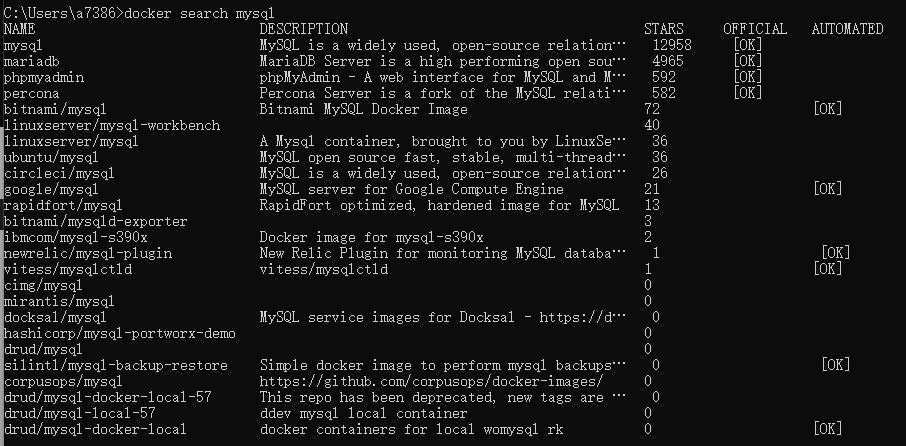 C:\Users\a7386>docker search mysql
NAME DESCRIPTION STARS OFFICIAL AUTOMATED
mysql MySQL is a widely used, open-source relation… 12958 [OK]
mariadb MariaDB Server is a high performing open sou… 4965 [OK]
phpmyadmin phpMyAdmin - A web interface for MySQL and M… 592 [OK]
percona Percona Server is a fork of the MySQL relati… 582 [OK]
bitnami/mysql Bitnami MySQL Docker Image 72 [OK]
linuxserver/mysql-workbench 40
linuxserver/mysql A Mysql container, brought to you by LinuxSe… 36
ubuntu/mysql MySQL open source fast, stable, multi-thread… 36
circleci/mysql MySQL is a widely used, open-source relation… 26
google/mysql MySQL server for Google Compute Engine 21 [OK]
rapidfort/mysql RapidFort optimized, hardened image for MySQL 13
bitnami/mysqld-exporter 3
ibmcom/mysql-s390x Docker image for mysql-s390x 2
newrelic/mysql-plugin New Relic Plugin for monitoring MySQL databa… 1 [OK]
vitess/mysqlctld vitess/mysqlctld 1 [OK]
cimg/mysql 0
mirantis/mysql 0
docksal/mysql MySQL service images for Docksal - https://d… 0
hashicorp/mysql-portworx-demo 0
drud/mysql 0
silintl/mysql-backup-restore Simple docker image to perform mysql backups… 0 [OK]
corpusops/mysql https://github.com/corpusops/docker-images/ 0
drud/mysql-docker-local-57 This repo has been deprecated, new tags are … 0
drud/mysql-local-57 ddev mysql local container 0
drud/mysql-docker-local docker containers for local womysql rk 0 [OK]